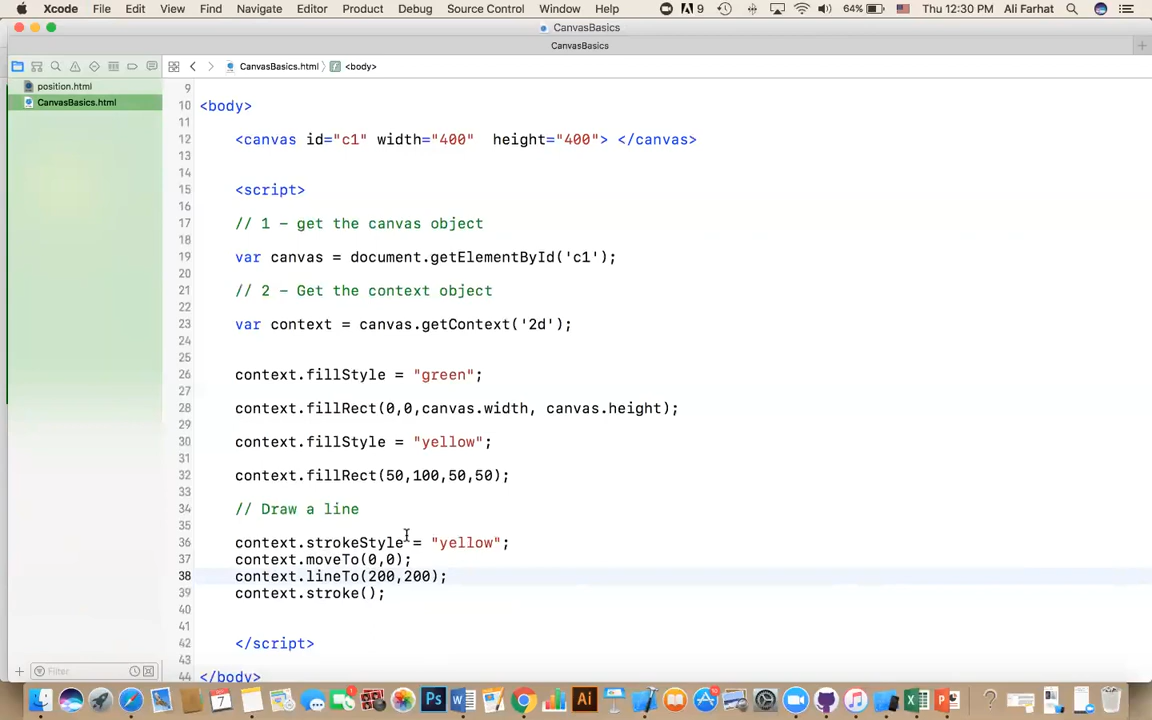 Xcode File Edit View Find Navigate Editor Product Debug Source Control Window Help 9 64% Thu 12:30 PM Ali Farhat
CanvasBasics
CanvasBasics
CanvasBasics.html <body>
position.html
CanvasBasics.html
9
10 <body>
11
12 <canvas id="c1" width="400"  height="400"> </canvas>
13
14
15 <script>
16
17 // 1 - get the canvas object
18
19 var canvas = document.getElementById('c1');
20
21 // 2 - Get the context object
22
23 var context = canvas.getContext('2d');
24
25
26 context.fillStyle = "green";
27
28 context.fillRect(0,0,canvas.width, canvas.height);
29
30 context.fillStyle = "yellow";
31
32 context.fillRect(50,100,50,50);
33
34 // Draw a line
35
36 context.strokeStyle = "yellow";
37 context.moveTo(0,0);
38 context.lineTo(200,200);
39 context.stroke();
40
41
42 </script>
43
44 </body>
Filter
7 1 Ps Ai